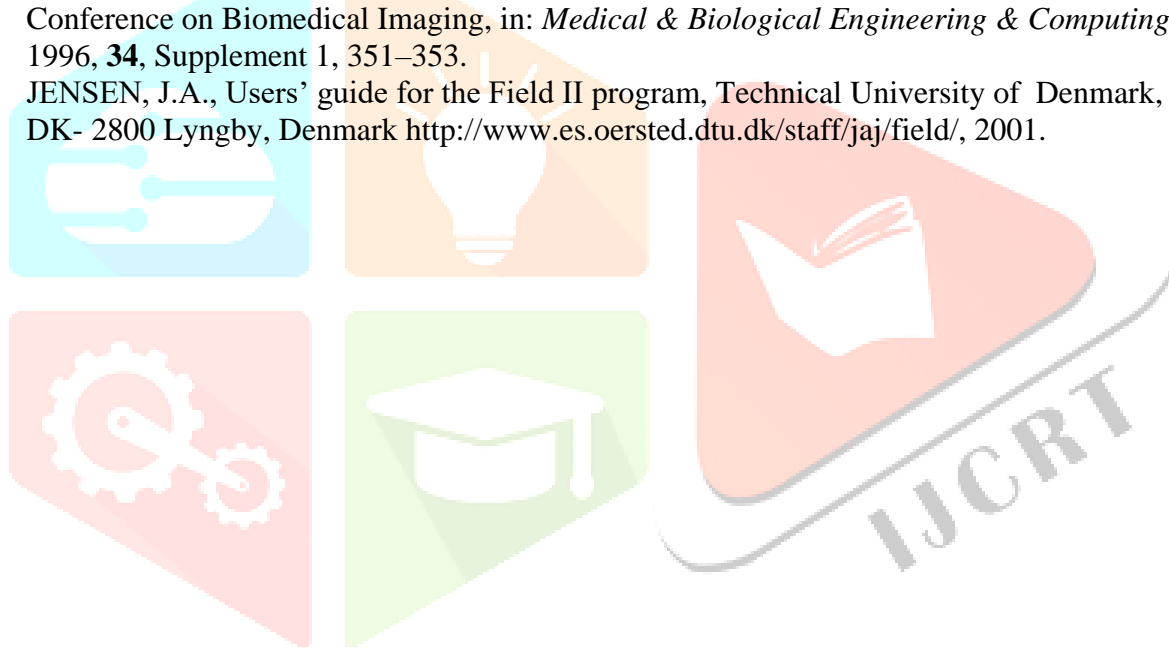 Conference on Biomedical Imaging, in: Medical & Biological Engineering & Computing
1996, 34, Supplement 1, 351–353.
JENSEN, J.A., Users' guide for the Field II program, Technical University of Denmark,
DK- 2800 Lyngby, Denmark http://www.es.oersted.dtu.dk/staff/jaj/field/, 2001.
IJCRT